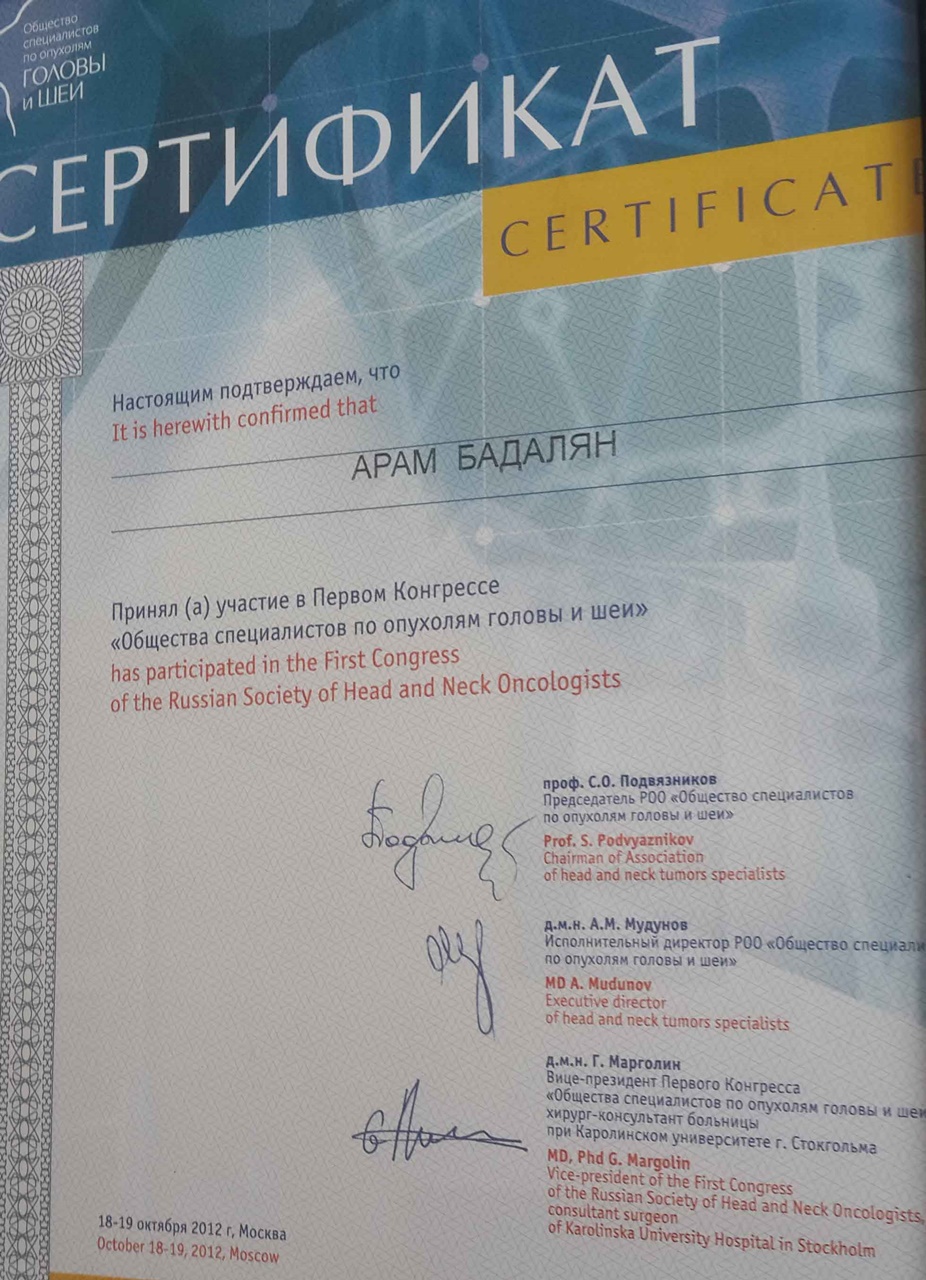 Общество
специалистов
по опухолям
ГОЛОВЫ
и ШЕИ
СЕРТИФИКАТ
CERTIFICATE
Настоящим подтверждаем, что
It is herewith confirmed that
АРАМ БАДАЛЯН
Принял (а) участие в Первом Конгрессе
«Общества специалистов по опухолям головы и шеи»
has participated in the First Congress
of the Russian Society of Head and Neck Oncologists
проф. С.О. Подвязников
Председатель РОО «Общество специалистов
по опухолям головы и шеи»
Prof. S. Podvyaznikov
Chairman of Association
of head and neck tumors specialists
д.м.н. А.М. Мудунов
Исполнительный директор РОО «Общество специали
по опухолям головы и шеи»
MD A. Mudunov
Executive director
of head and neck tumors specialists
д.м.н. Г. Марголин
Вице-президент Первого Конгресса
«Общества специалистов по опухолям головы и шеи
хирург-консультант больницы
при Каролинском университете г. Стокгольма
MD, Phd G. Margolin
Vice-president of the First Congress
of the Russian Society of Head and Neck Oncologists,
consultant surgeon
of Karolinska University Hospital in Stockholm
18-19 октября 2012 г, Москва
October 18-19, 2012, Moscow